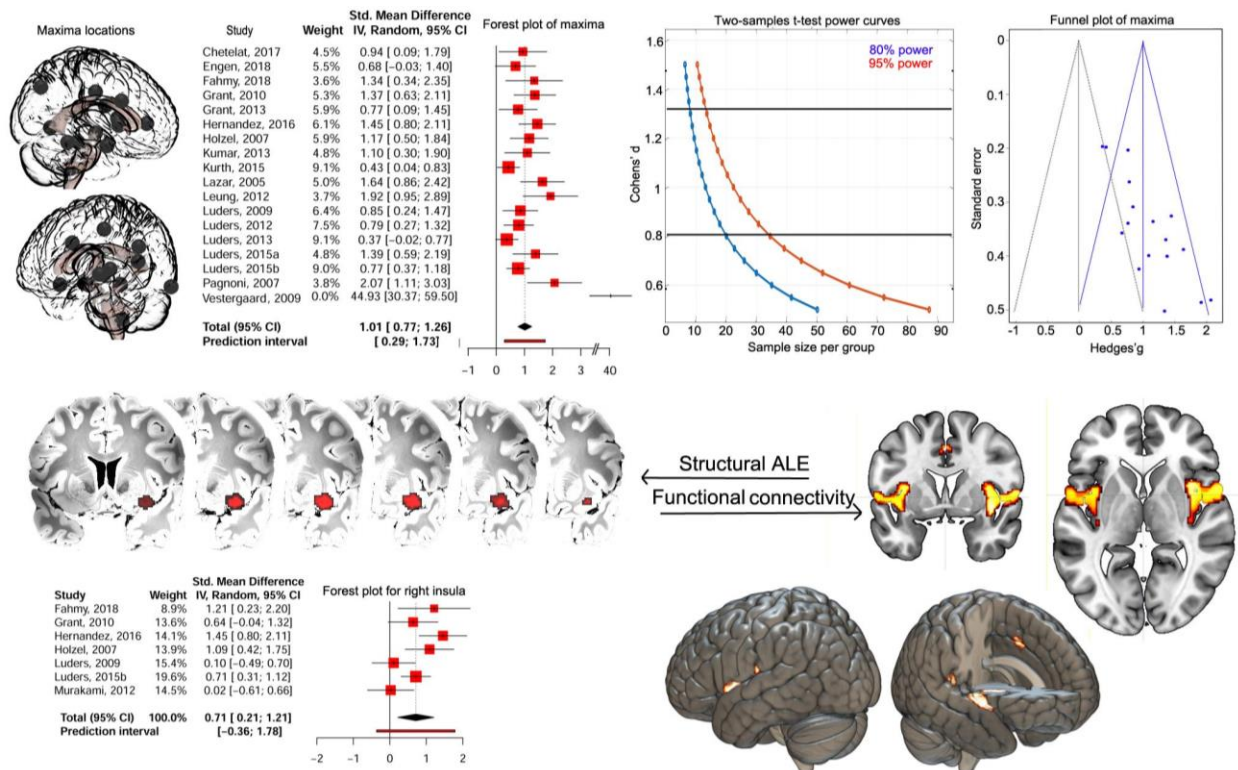 Maxima locations
Std. Mean Difference
Study Weight IV, Random, 95% CI Forest plot of maxima
Chetelat, 2017 4.5% 0.94 [ 0.09; 1.79]
Engen, 2018 5.5% 0.68 [−0.03; 1.40]
Fahmy, 2018 3.6% 1.34 [ 0.34; 2.35]
Grant, 2010 5.3% 1.37 [ 0.63; 2.11]
Grant, 2013 5.9% 0.77 [ 0.09; 1.45]
Hernandez, 2016 6.1% 1.45 [ 0.80; 2.11]
Holzel, 2007 5.9% 1.17 [ 0.50; 1.84]
Kumar, 2013 4.8% 1.10 [ 0.30; 1.90]
Kurth, 2015 9.1% 0.43 [ 0.04; 0.83]
Lazar, 2005 5.0% 1.64 [ 0.86; 2.42]
Leung, 2012 3.7% 1.92 [ 0.95; 2.89]
Luders, 2009 6.4% 0.85 [ 0.24; 1.47]
Luders, 2012 7.5% 0.79 [ 0.27; 1.32]
Luders, 2013 9.1% 0.37 [−0.02; 0.77]
Luders, 2015a 4.8% 1.39 [ 0.59; 2.19]
Luders, 2015b 9.0% 0.77 [ 0.37; 1.18]
Pagnoni, 2007 3.8% 2.07 [ 1.11; 3.03]
Vestergaard, 2009 0.0% 44.93 [30.37; 59.50]
Total (95% CI) 1.01 [ 0.77; 1.26]
Prediction interval [ 0.29; 1.73]
−1 0 1 2 3 40
Two-samples t-test power curves
80% power
95% power
Cohens' d
1.6
1.4
1.2
1
0.8
0.6
0 10 20 30 40 50 60 70 80 90
Sample size per group
Funnel plot of maxima
Standard error
0
0.1
0.2
0.3
0.4
0.5
-1 0.5 0 0.5 1 1.5 2
Hedges'g
Structural ALE
Functional connectivity
Std. Mean Difference
Study Weight IV, Random, 95% CI Forest plot for right insula
Fahmy, 2018 8.9% 1.21 [ 0.23; 2.20]
Grant, 2010 13.6% 0.64 [−0.04; 1.32]
Hernandez, 2016 14.1% 1.45 [ 0.80; 2.11]
Holzel, 2007 13.9% 1.09 [ 0.42; 1.75]
Luders, 2009 15.4% 0.10 [−0.49; 0.70]
Luders, 2015b 19.6% 0.71 [ 0.31; 1.12]
Murakami, 2012 14.5% 0.02 [−0.61; 0.66]
Total (95% CI) 100.0% 0.71 [ 0.21; 1.21]
Prediction interval [−0.36; 1.78]
−2 −1 0 1 2